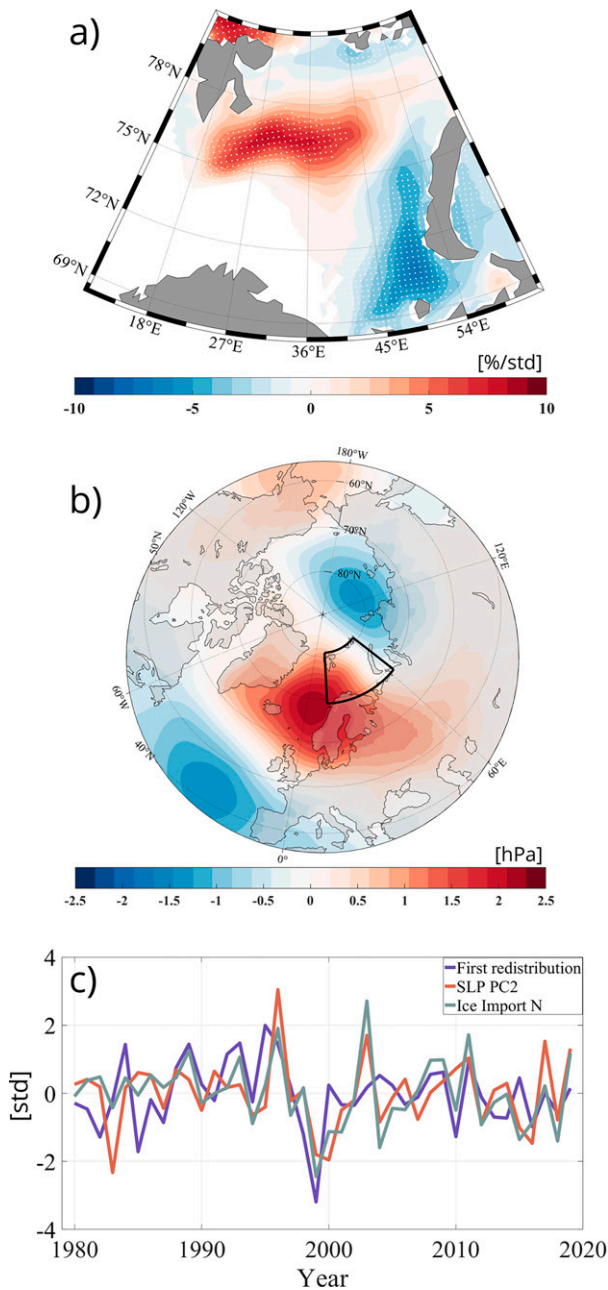 a)
78°N
75°N
72°N
69°N
18°E
27°E
36°E
45°E
54°E
[%/std]
-10
-5
0
5
10
b)
180°W
120°W
60°N
70°N
80°N
50°N
120°E
60°W
40°N
60°E
0°
[hPa]
-2.5
-2
-1.5
-1
-0.5
0
0.5
1
1.5
2
2.5
c)
First redistribution
SLP PC2
Ice Import N
[std]
4
2
0
-2
-4
1980
1990
2000
2010
2020
Year